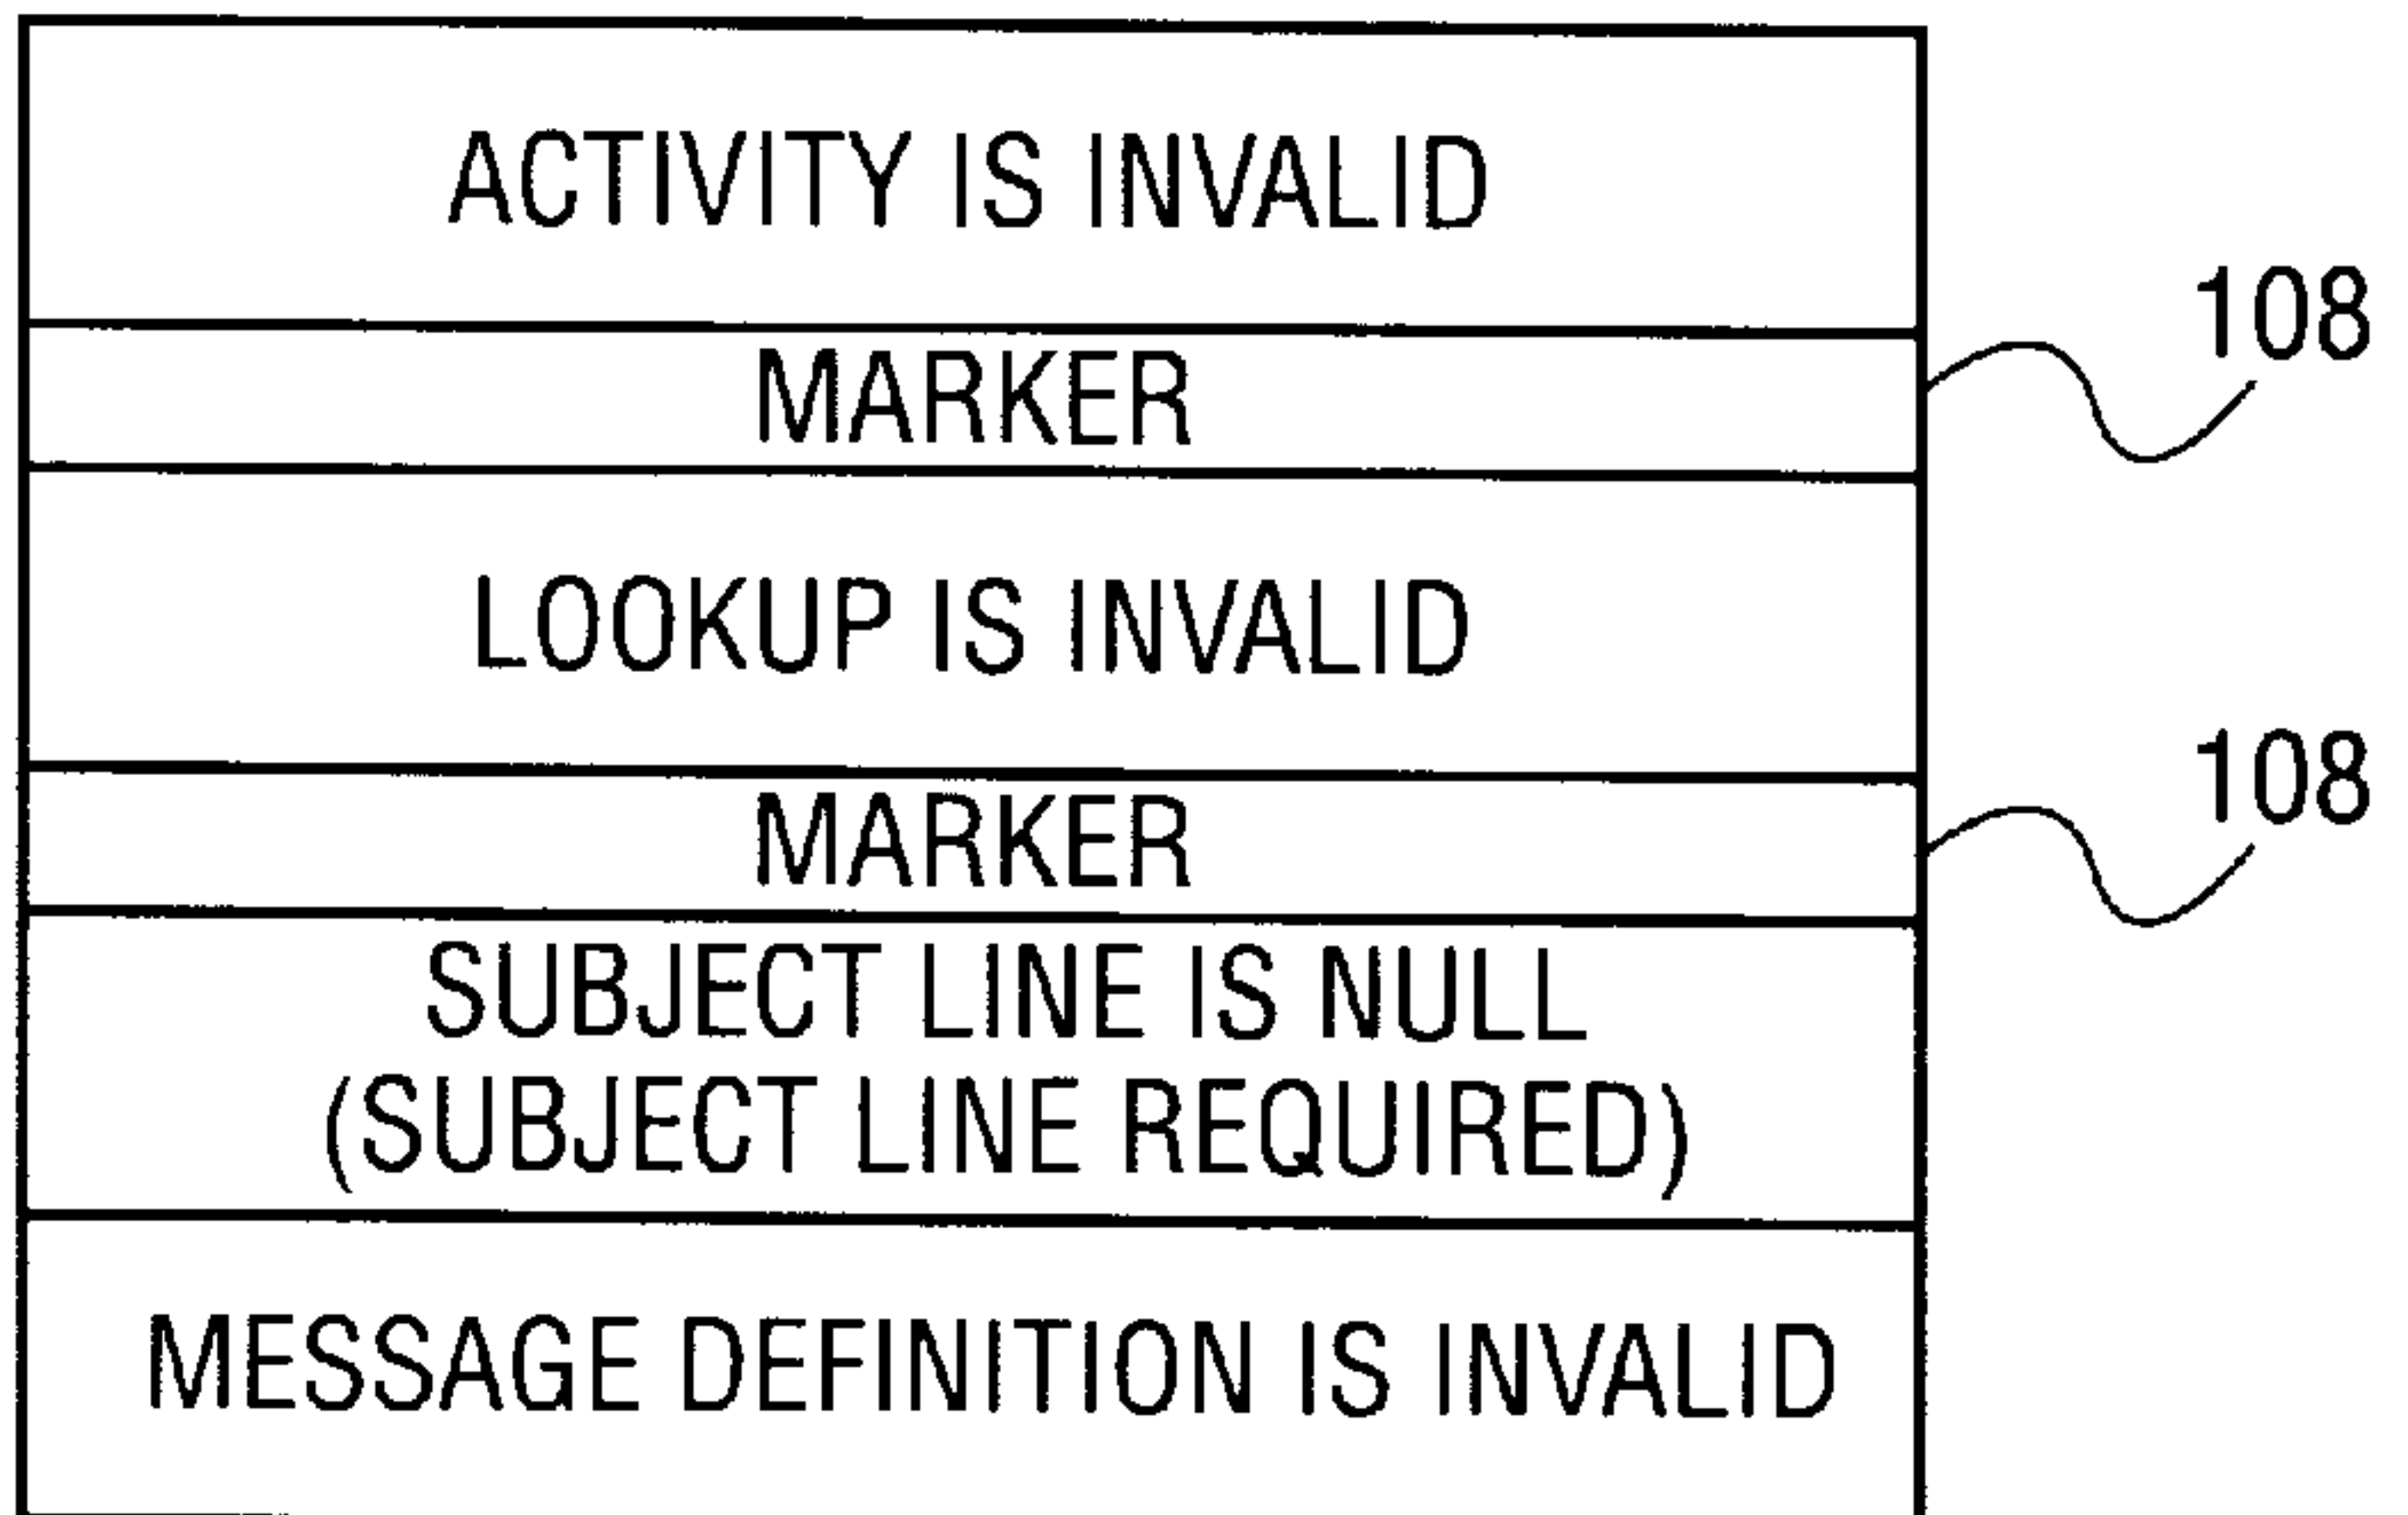 ACTIVITY IS INVALID
108
MARKER
LOOKUP IS INVALID
108
MARKER
SUBJECT LINE IS NULL
(SUBJECT LINE REQUIRED)
MESSAGE DEFINITION IS INVALID